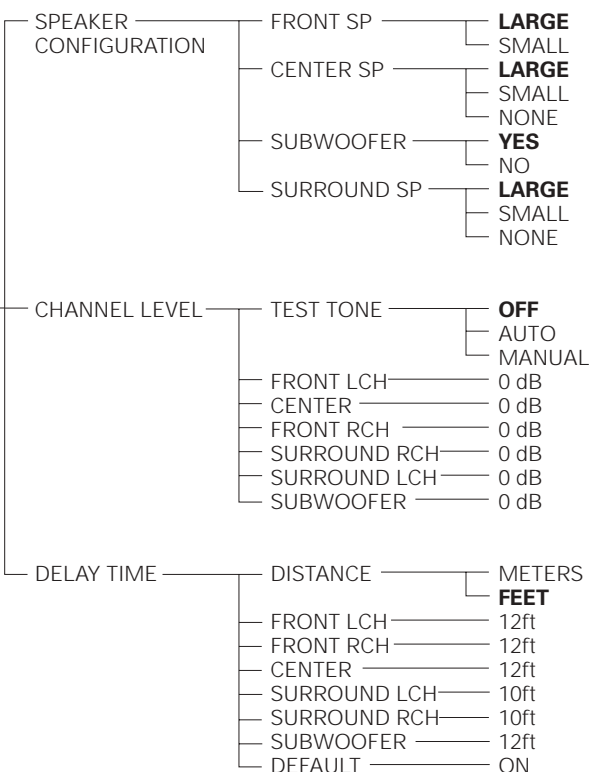 SPEAKER CONFIGURATION FRONT SP LARGE
SMALL
CENTER SP LARGE
SMALL
NONE
SUBWOOFER YES
NO
SURROUND SP LARGE
SMALL
NONE
CHANNEL LEVEL TEST TONE OFF
AUTO
MANUAL
FRONT LCH 0 dB
CENTER 0 dB
FRONT RCH 0 dB
SURROUND RCH 0 dB
SURROUND LCH 0 dB
SUBWOOFER 0 dB
DELAY TIME DISTANCE METERS
FEET
FRONT LCH 12ft
FRONT RCH 12ft
CENTER 12ft
SURROUND LCH 10ft
SURROUND RCH 10ft
SUBWOOFER 12ft
DEFAULT ON